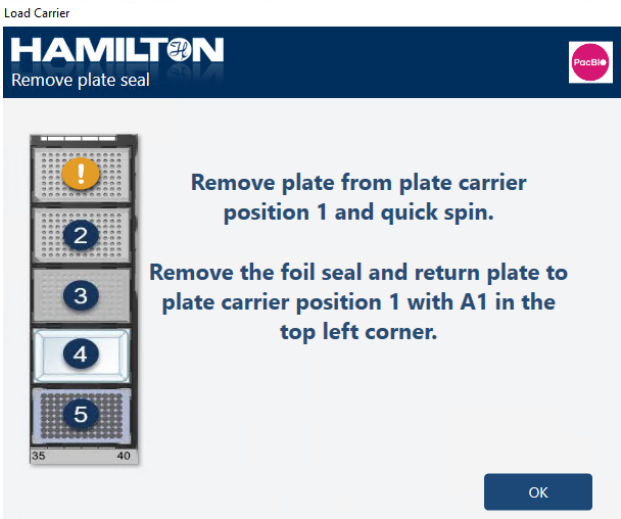 Load Carrier
HAMILTON
Remove plate seal
PacBio
!
2
3
4
5
35 40
Remove plate from plate carrier
position 1 and quick spin.
Remove the foil seal and return plate to
plate carrier position 1 with A1 in the
top left corner.
OK